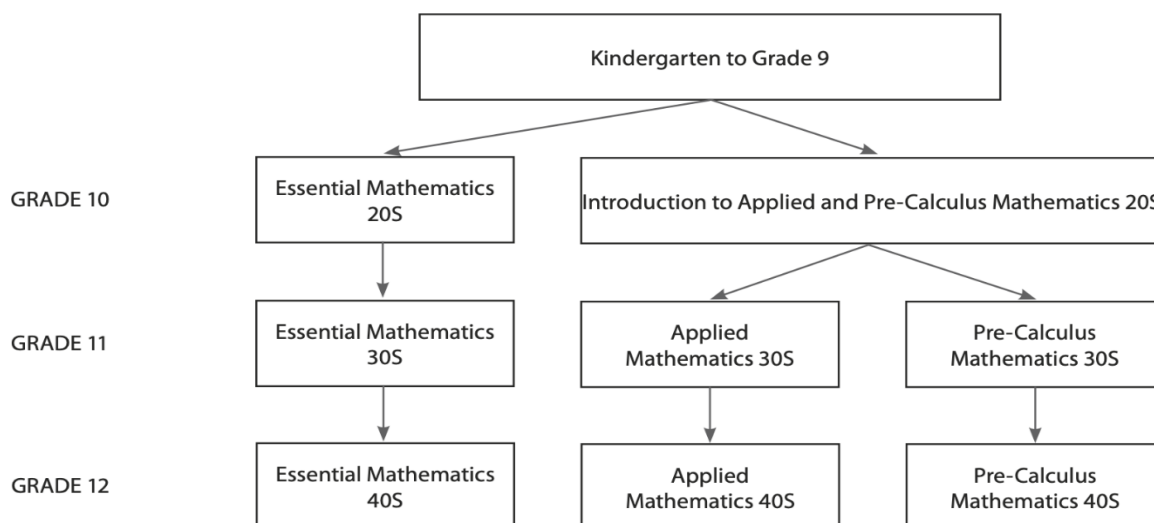 Kindergarten to Grade 9
GRADE 10
Essential Mathematics
20S
Introduction to Applied and Pre-Calculus Mathematics 20S
GRADE 11
Essential Mathematics
30S
Applied
Mathematics 30S
Pre-Calculus
Mathematics 30S
GRADE 12
Essential Mathematics
40S
Applied
Mathematics 40S
Pre-Calculus
Mathematics 40S